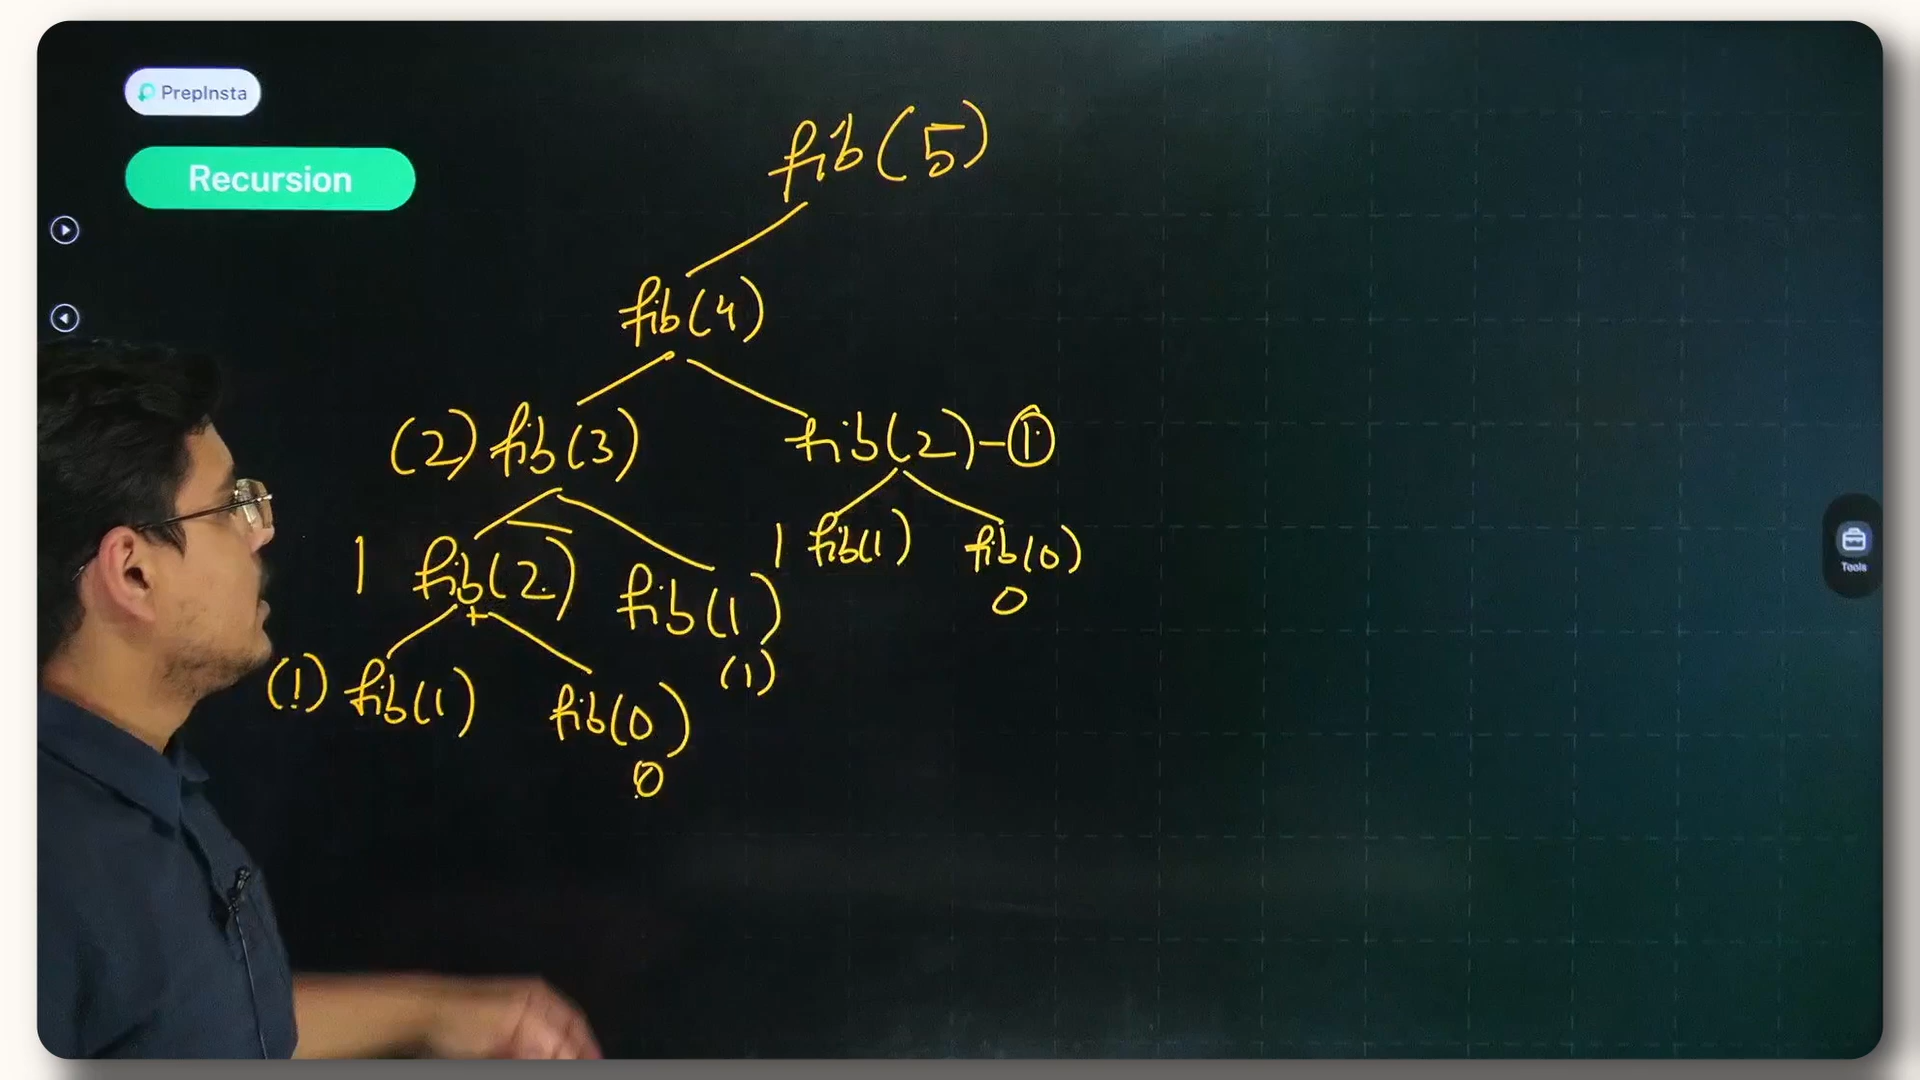 PrepInsta
Recursion
fib(5)
fib(4)
(2) fib(3)
fib(2)-1
1 fib(2)
fib(1)
(1)
1 fib(1)
fib(0)
0
+
(1) fib(1)
fib(0)
0
Tools